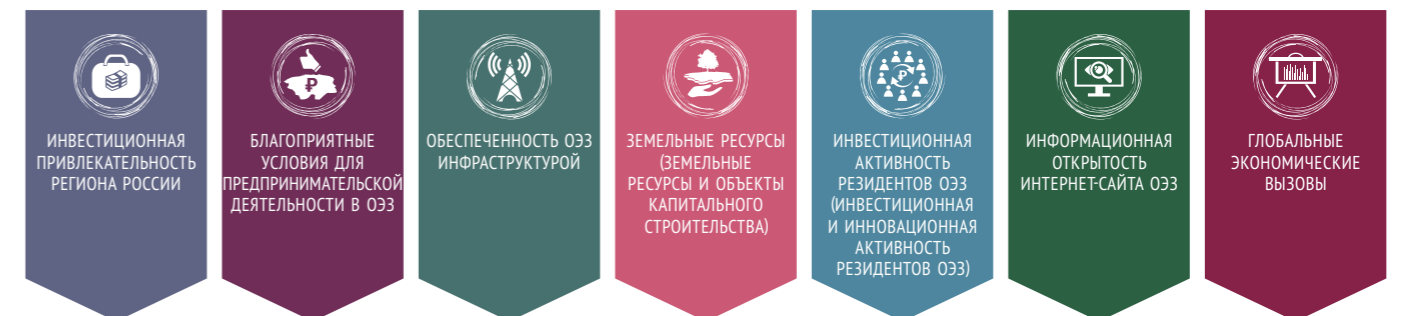 ИНВЕСТИЦИОННАЯ
ПРИВЛЕКАТЕЛЬНОСТЬ
РЕГИОНА РОССИИ
БЛАГОПРИЯТНЫЕ
УСЛОВИЯ ДЛЯ
ПРЕДПРИНИМАТЕЛЬСКОЙ
ДЕЯТЕЛЬНОСТИ В ОЭЗ
ОБЕСПЕЧЕННОСТЬ ОЭЗ
ИНФРАСТРУКТУРОЙ
ЗЕМЕЛЬНЫЕ РЕСУРСЫ
(ЗЕМЕЛЬНЫЕ
РЕСУРСЫ И ОБЪЕКТЫ
КАПИТАЛЬНОГО
СТРОИТЕЛЬСТВА)
ИНВЕСТИЦИОННАЯ
АКТИВНОСТЬ
РЕЗИДЕНТОВ ОЭЗ
(ИНВЕСТИЦИОННАЯ
И ИННОВАЦИОННАЯ
АКТИВНОСТЬ
РЕЗИДЕНТОВ ОЭЗ)
ИНФОРМАЦИОННАЯ
ОТКРЫТОСТЬ
ИНТЕРНЕТ-САЙТА ОЭЗ
ГЛОБАЛЬНЫЕ
ЭКОНОМИЧЕСКИЕ
ВЫЗОВЫ